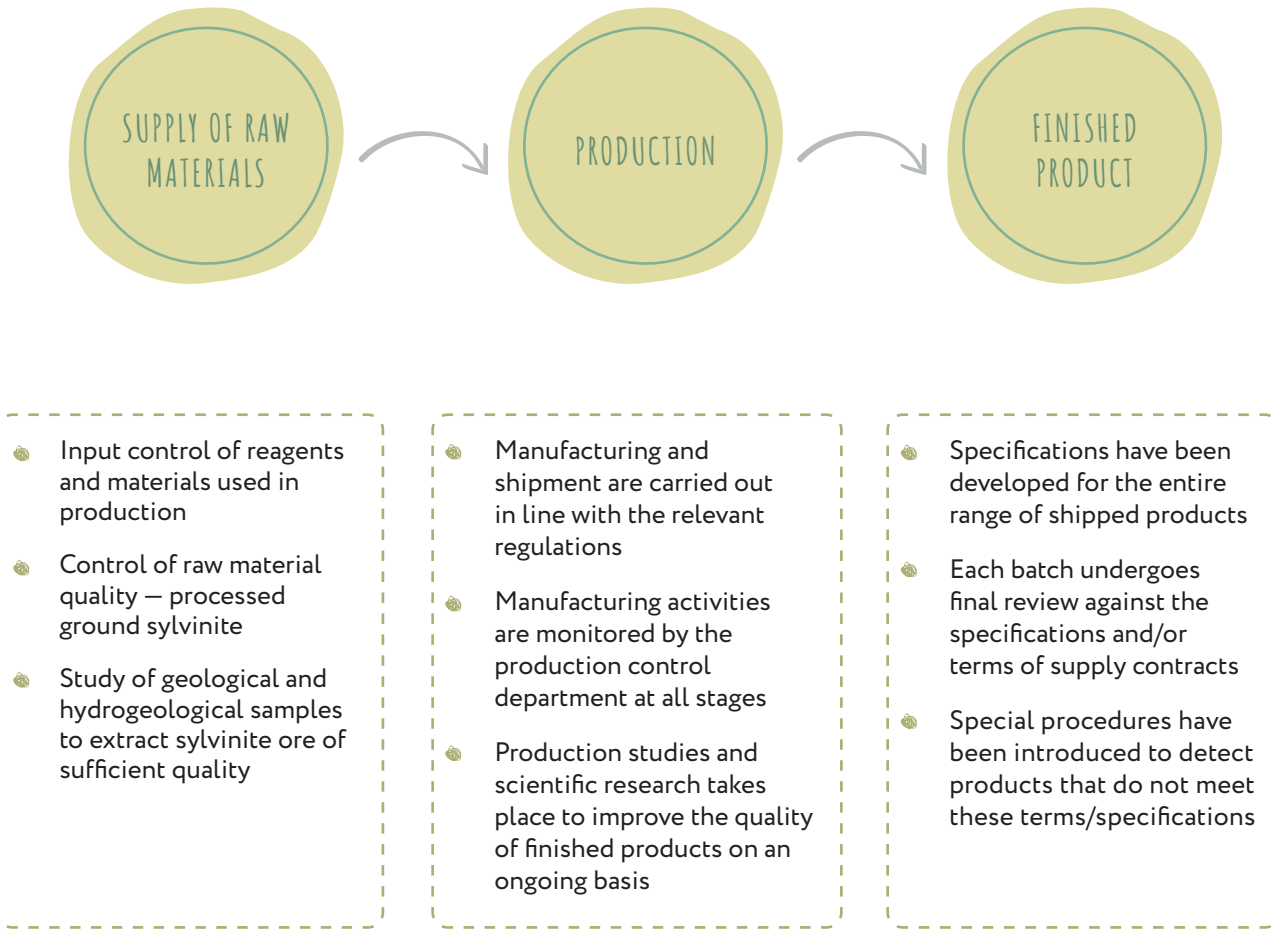 SUPPLY OF RAW
MATERIALS
PRODUCTION
FINISHED
PRODUCT
Input control of reagents
and materials used in
production
Control of raw material
quality — processed
ground sylvinite
Study of geological and
hydrogeological samples
to extract sylvinite ore of
sufficient quality
Manufacturing and
shipment are carried out
in line with the relevant
regulations
Manufacturing activities
are monitored by the
production control
department at all stages
Production studies and
scientific research takes
place to improve the quality
of finished products on an
ongoing basis
Specifications have been
developed for the entire
range of shipped products
Each batch undergoes
final review against the
specifications and/or
terms of supply contracts
Special procedures have
been introduced to detect
products that do not meet
these terms/specifications